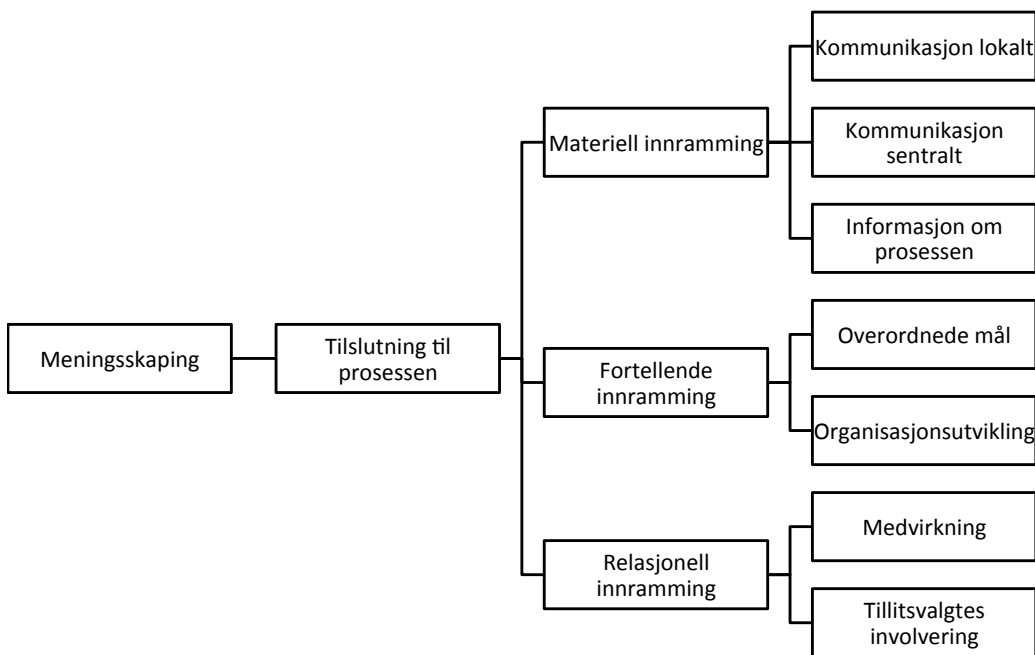 Meningsskaping
Tilslutning til
prosessen
Materiell innramming
Kommunikasjon lokalt
Kommunikasjon
sentralt
Informasjon om
prosessen
Fortellende
innramming
Overordnede mål
Organisasjonsutvikling
Relasjonell
innramming
Medvirkning
Tillitsvalgtes
involvering